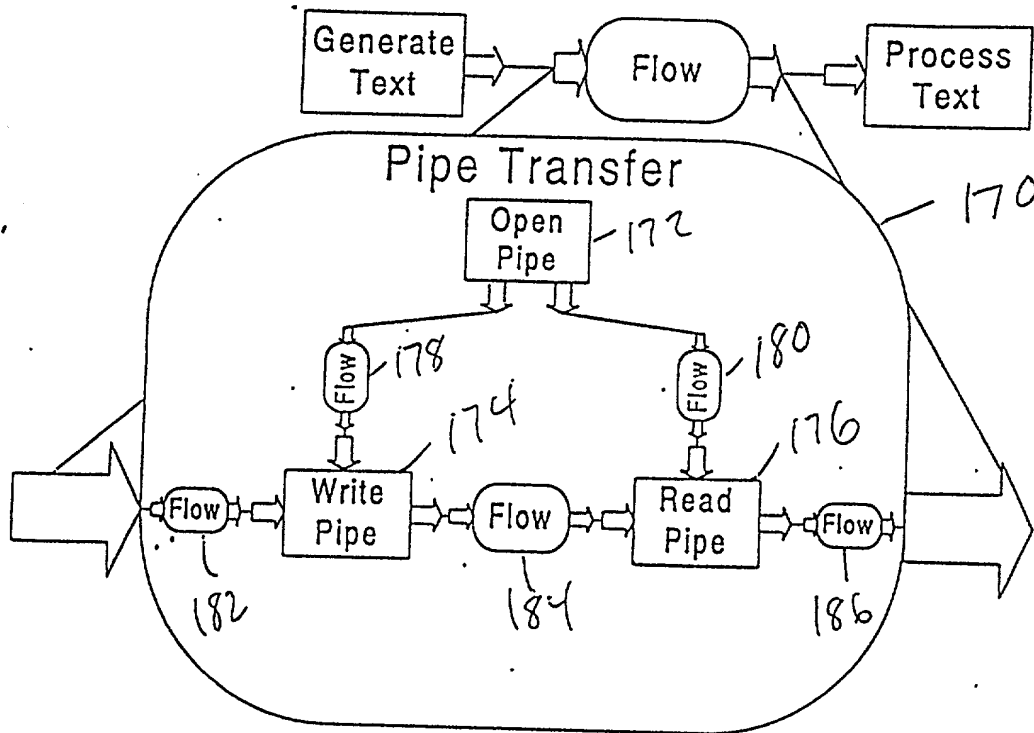 Generate
Text
Flow
Process
Text
Pipe Transfer
170
Open
Pipe
172
Flow
178
Flow
180
174
176
Flow
Write
Pipe
Flow
Read
Pipe
Flow
182
184
186